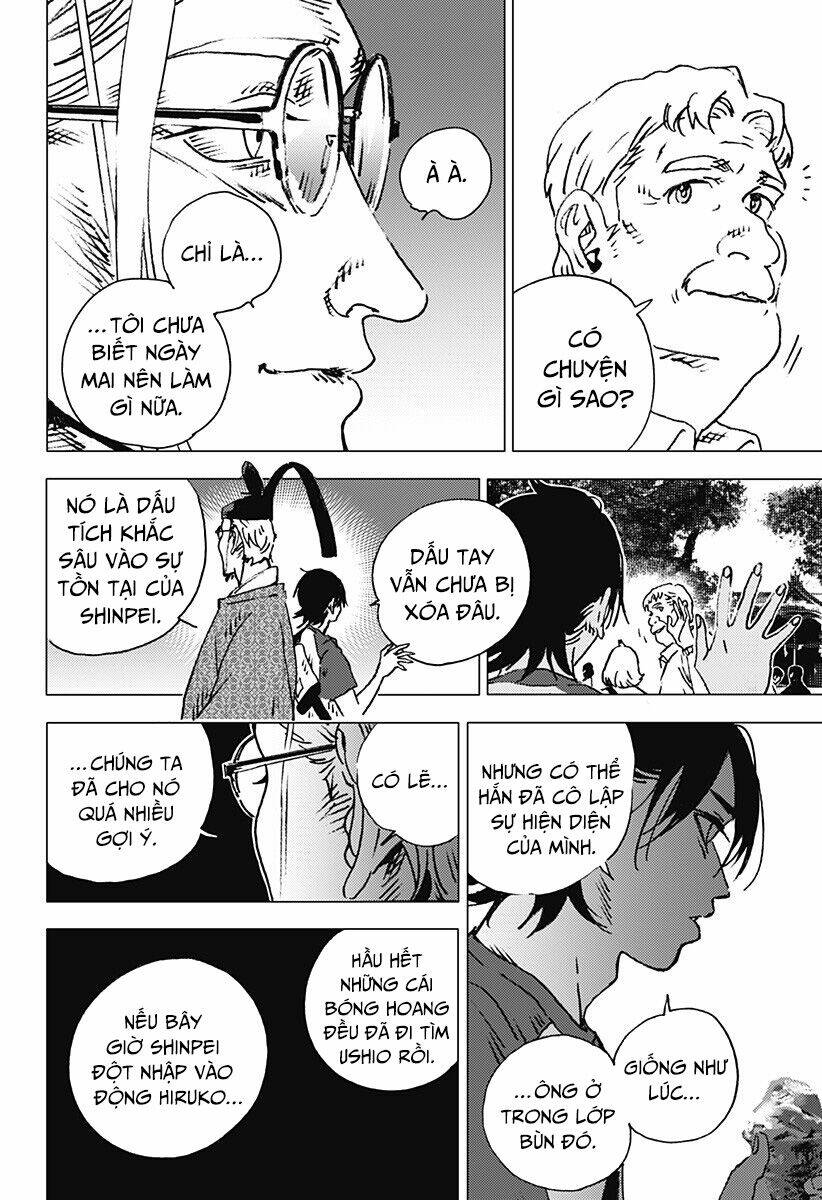 CÓ
CHUYỆN
GÌ SAO?
À À.
CHỈ LÀ...
...TÔI CHƯA
BIẾT NGÀY
MAI NÊN LÀM
GÌ NỮA.
DẤU TAY
VẪN CHƯA BỊ
XÓA ĐÂU.
NÓ LÀ DẤU
TÍCH KHẮC
SÂU VÀO SỰ
TỒN TẠI CỦA
SHINPEI.
NHƯNG CÓ THỂ
HẮN ĐÃ CÔ LẬP
SỰ HIỆN DIỆN
CỦA MÌNH.
GIỐNG NHƯ
LÚC...
...ÔNG Ở
TRONG LỚP
BÙN ĐÓ.
CÓ LẼ...
...CHÚNG TA
ĐÃ CHO NÓ
QUÁ NHIỀU
GỢI Ý.
HẦU HẾT
NHỮNG CÁI
BÓNG HOANG
ĐỀU ĐÃ ĐI TÌM
USHIO RỒI.
NẾU BÂY
GIỜ SHINPEI
ĐỘT NHẬP VÀO
ĐỘNG HIRUKO...